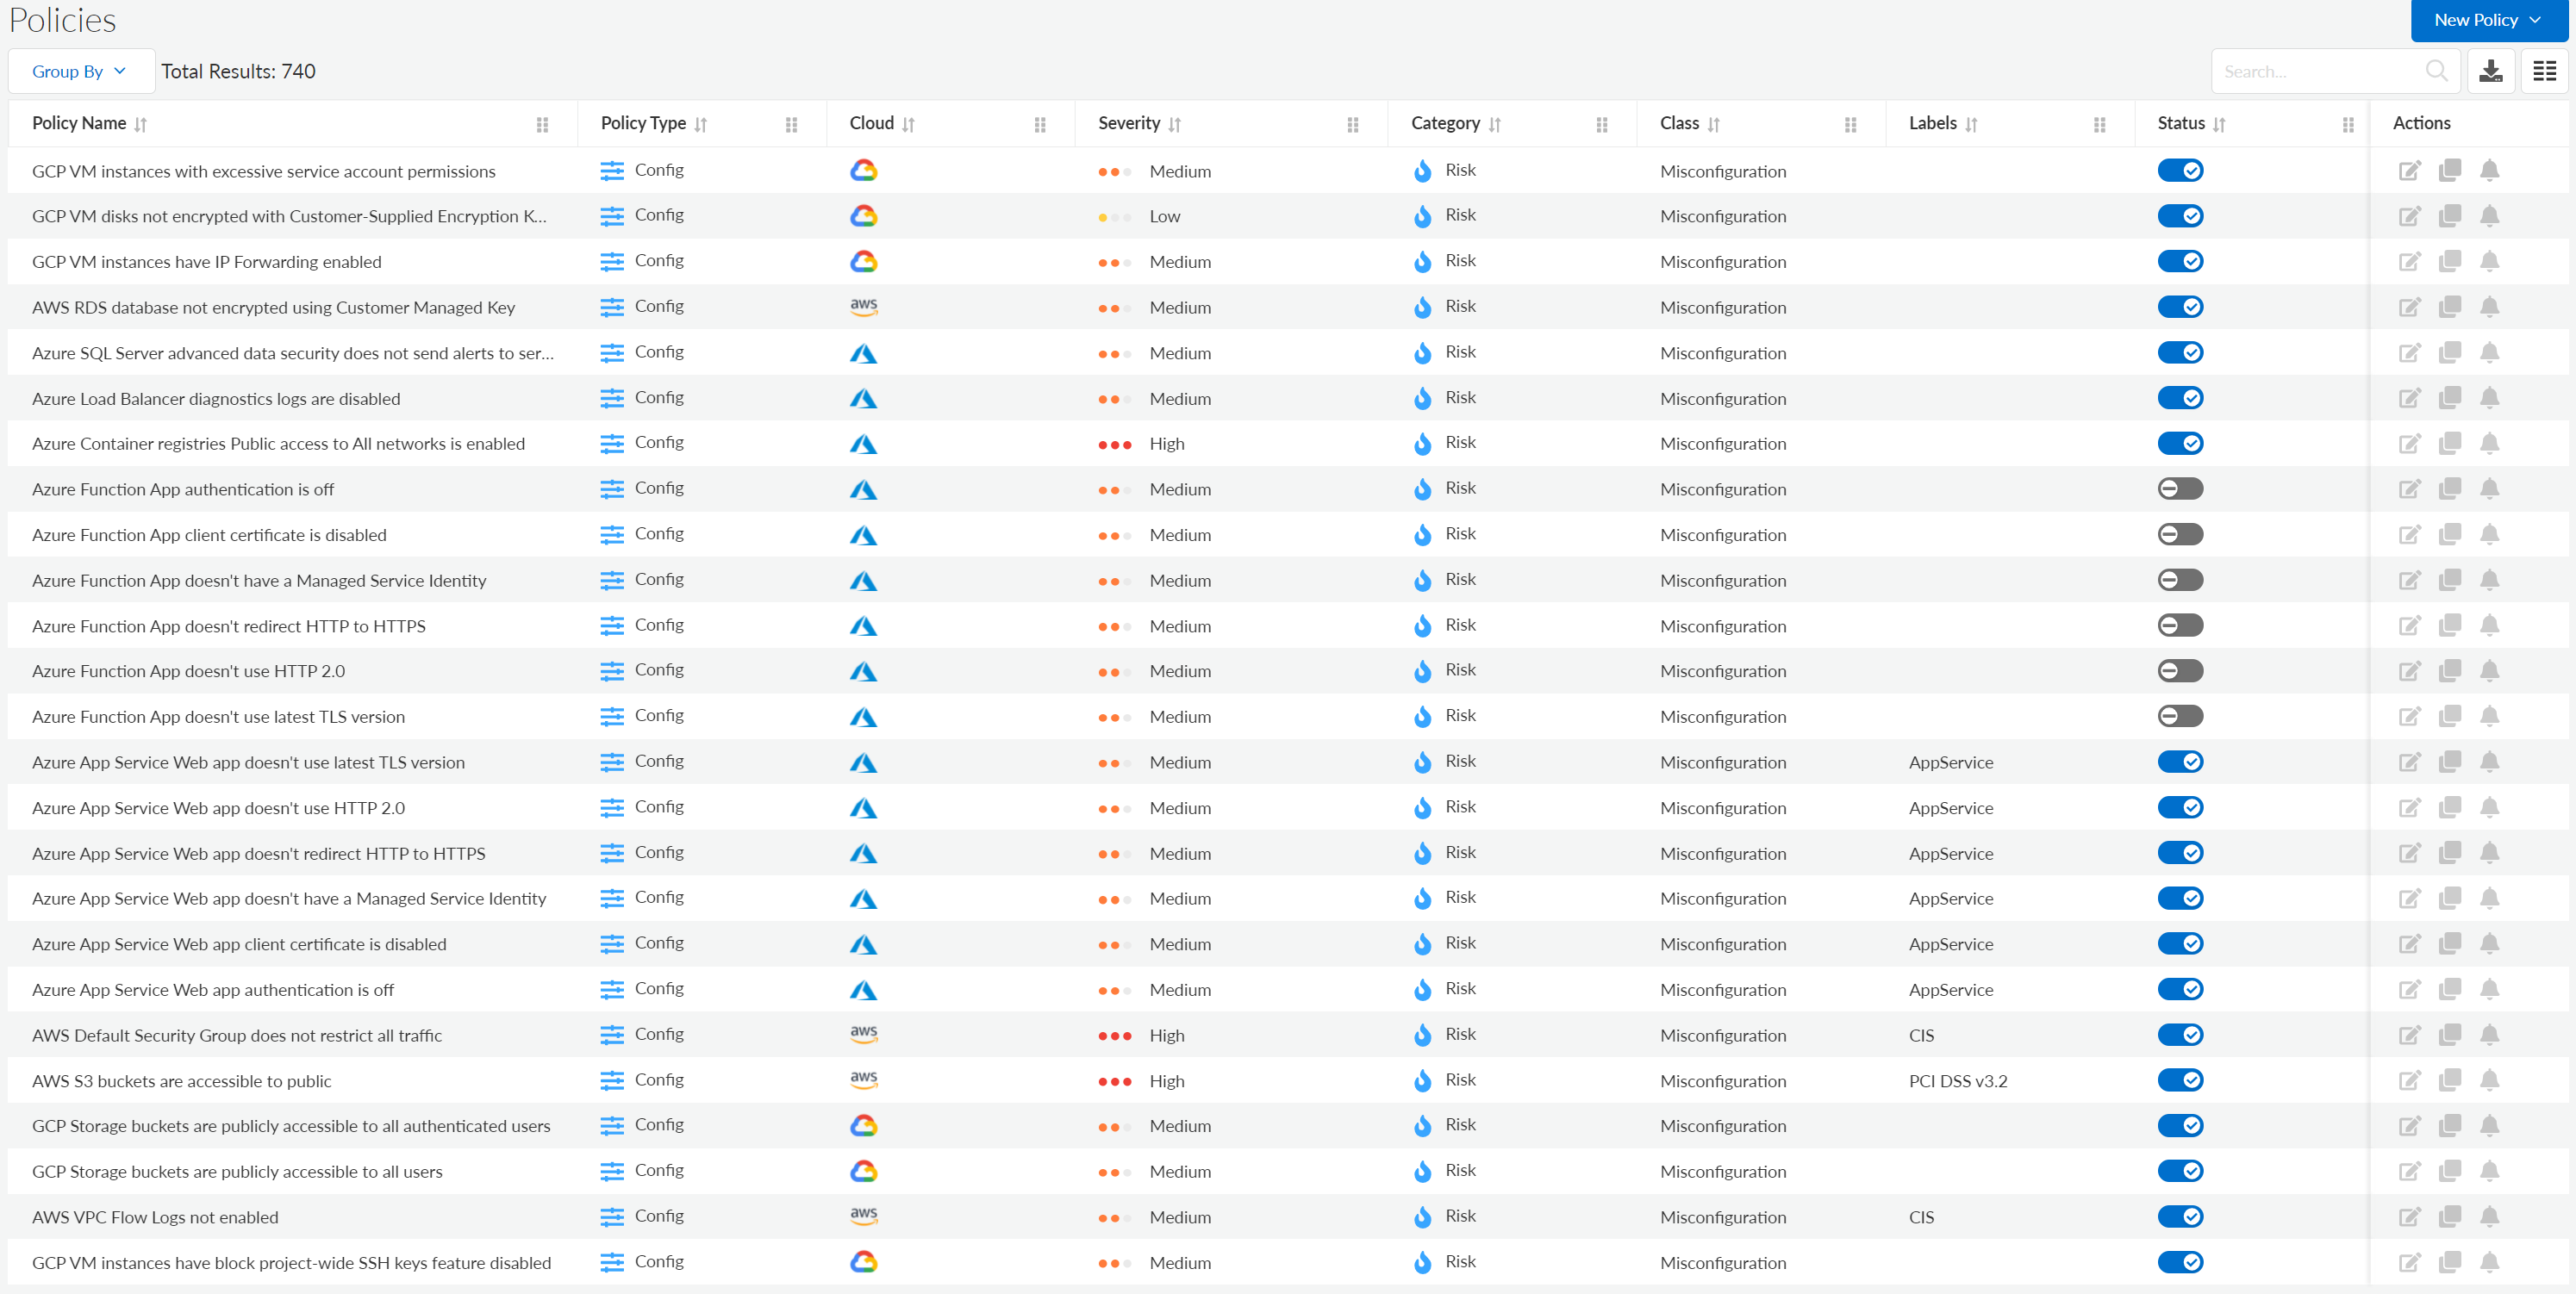 Policies
New Policy
Group By Total Results: 740 Search...
Policy Name Policy Type Cloud Severity Category Class Labels Status Actions
GCP VM instances with excessive service account permissions Config Medium Risk Misconfiguration
GCP VM disks not encrypted with Customer-Supplied Encryption K... Config Low Risk Misconfiguration
GCP VM instances have IP Forwarding enabled Config Medium Risk Misconfiguration
AWS RDS database not encrypted using Customer Managed Key Config aws Medium Risk Misconfiguration
Azure SQL Server advanced data security does not send alerts to ser... Config Medium Risk Misconfiguration
Azure Load Balancer diagnostics logs are disabled Config Medium Risk Misconfiguration
Azure Container registries Public access to All networks is enabled Config High Risk Misconfiguration
Azure Function App authentication is off Config Medium Risk Misconfiguration
Azure Function App client certificate is disabled Config Medium Risk Misconfiguration
Azure Function App doesn't have a Managed Service Identity Config Medium Risk Misconfiguration
Azure Function App doesn't redirect HTTP to HTTPS Config Medium Risk Misconfiguration
Azure Function App doesn't use HTTP 2.0 Config Medium Risk Misconfiguration
Azure Function App doesn't use latest TLS version Config Medium Risk Misconfiguration
Azure App Service Web app doesn't use latest TLS version Config Medium Risk Misconfiguration AppService
Azure App Service Web app doesn't use HTTP 2.0 Config Medium Risk Misconfiguration AppService
Azure App Service Web app doesn't redirect HTTP to HTTPS Config Medium Risk Misconfiguration AppService
Azure App Service Web app doesn't have a Managed Service Identity Config Medium Risk Misconfiguration AppService
Azure App Service Web app client certificate is disabled Config Medium Risk Misconfiguration AppService
Azure App Service Web app authentication is off Config Medium Risk Misconfiguration AppService
AWS Default Security Group does not restrict all traffic Config aws High Risk Misconfiguration CIS
AWS S3 buckets are accessible to public Config aws High Risk Misconfiguration PCI DSS v3.2
GCP Storage buckets are publicly accessible to all authenticated users Config Medium Risk Misconfiguration
GCP Storage buckets are publicly accessible to all users Config Medium Risk Misconfiguration
AWS VPC Flow Logs not enabled Config aws Medium Risk Misconfiguration CIS
GCP VM instances have block project-wide SSH keys feature disabled Config Medium Risk Misconfiguration